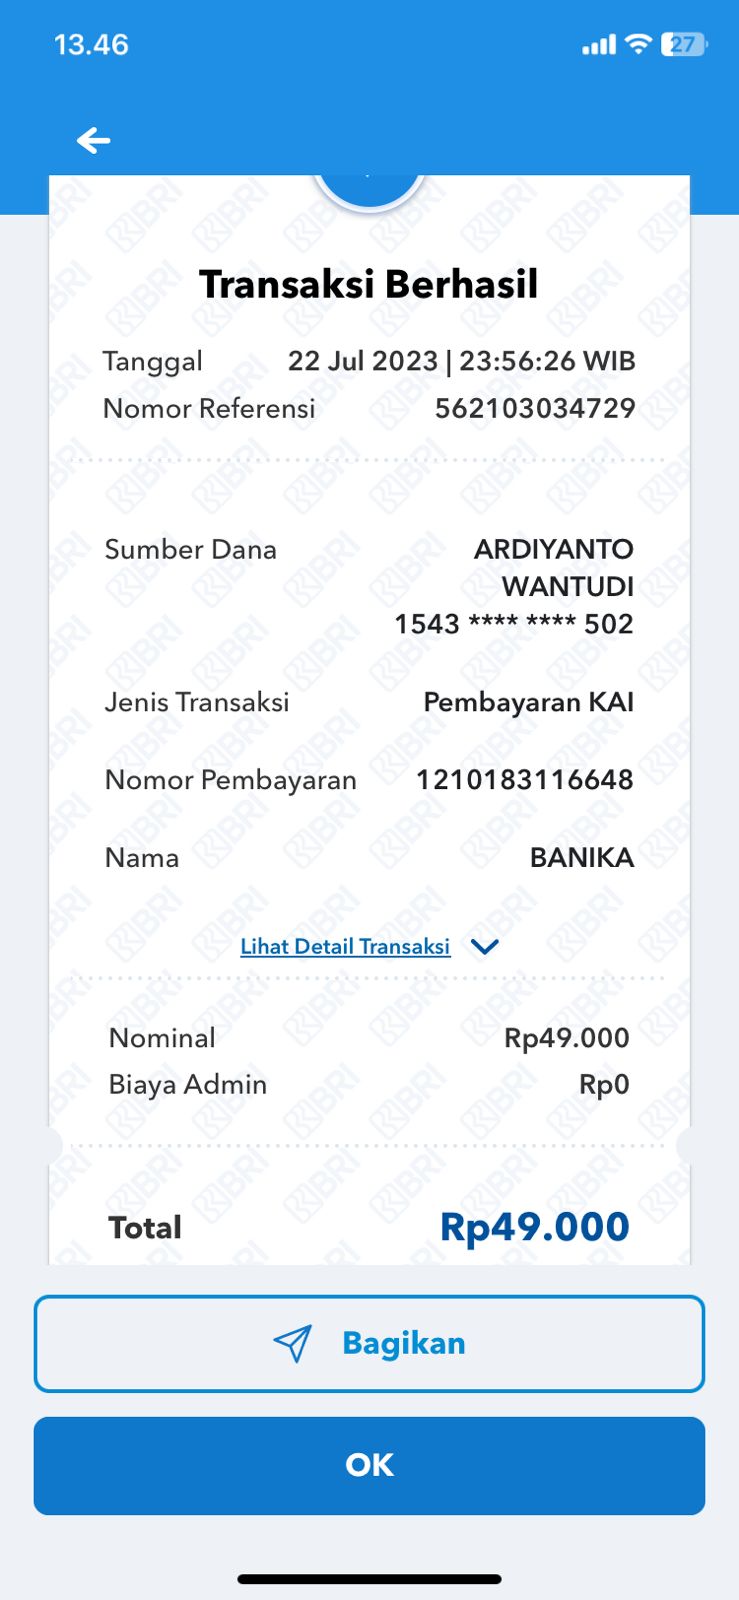 13.46
27
Transaksi Berhasil
Tanggal 22 Jul 2023 | 23:56:26 WIB
Nomor Referensi 562103034729
Sumber Dana ARDIYANTO
WANTUDI
1543 **** **** 502
Jenis Transaksi Pembayaran KAI
Nomor Pembayaran 1210183116648
Nama BANIKA
Lihat Detail Transaksi
Nominal Rp49.000
Biaya Admin Rp0
Total Rp49.000
Bagikan
OK